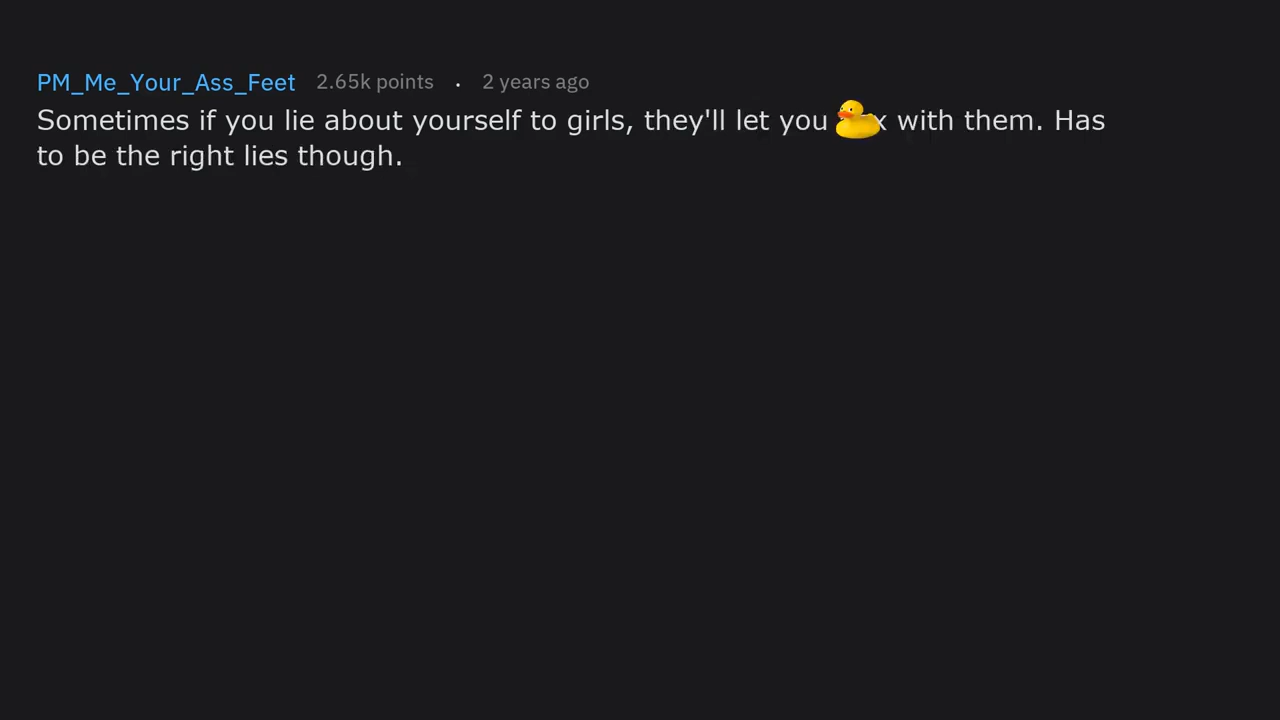 PM_Me_Your_Ass_Feet 2.65k points · 2 years ago
Sometimes if you lie about yourself to girls, they'll let you x with them. Has
to be the right lies though.